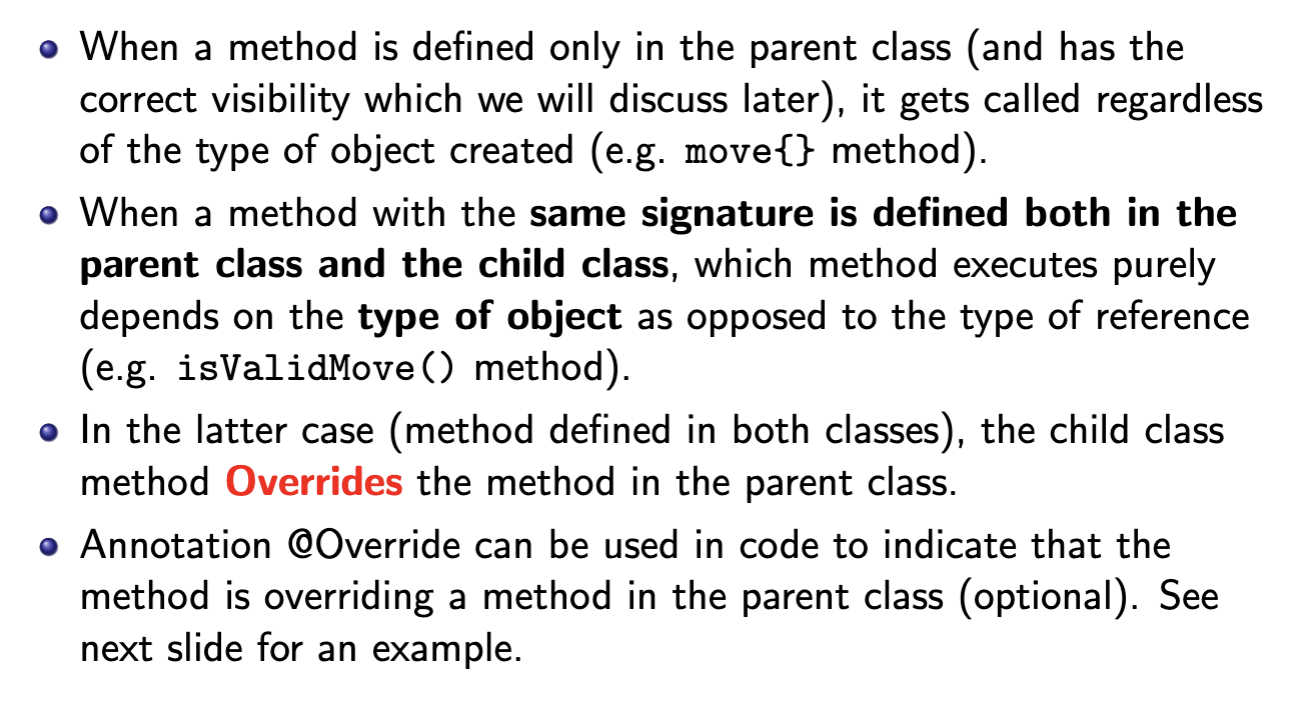 When a method is defined only in the parent class (and has the
correct visibility which we will discuss later), it gets called regardless
of the type of object created (e.g. move{} method).
When a method with the same signature is defined both in the
parent class and the child class, which method executes purely
depends on the type of object as opposed to the type of reference
(e.g. isValidMove() method).
In the latter case (method defined in both classes), the child class
method Overrides the method in the parent class.
Annotation @Override can be used in code to indicate that the
method is overriding a method in the parent class (optional). See
next slide for an example.